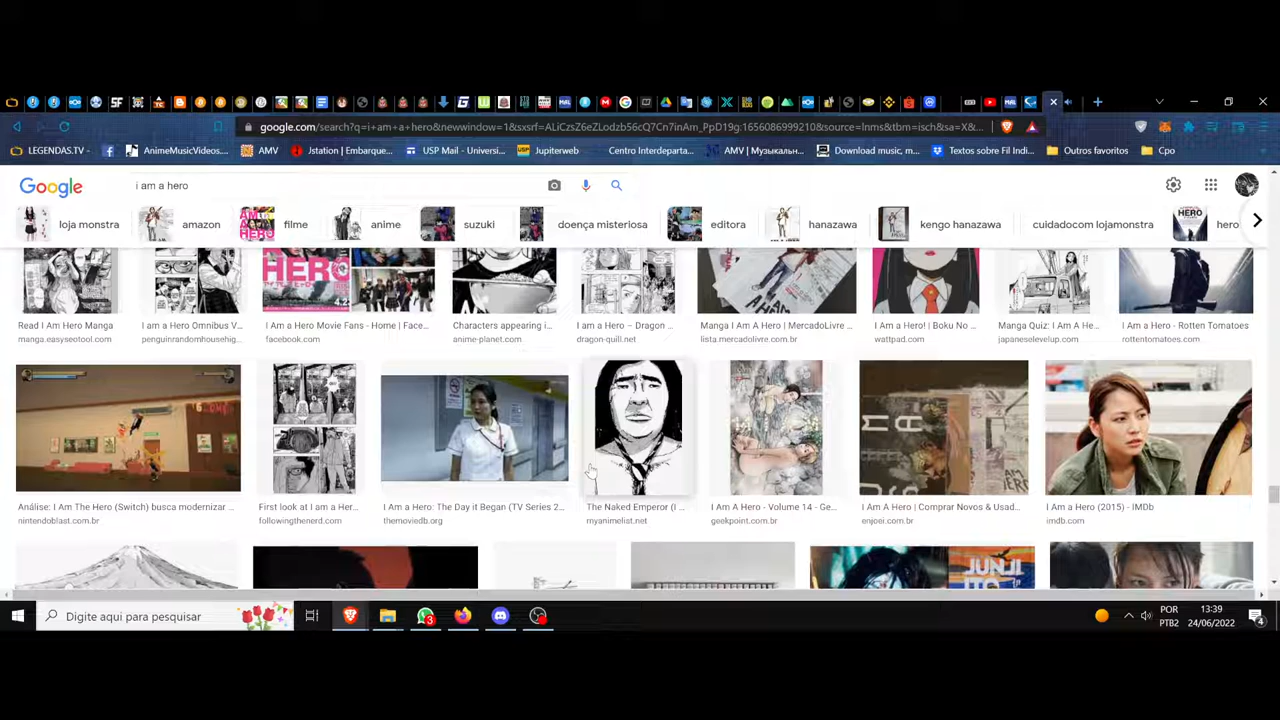 google.com/search?q=i+am+a+hero&newwindow=1&sxsrf=ALiCzsZ6eZLodzb56cQ7Cn7inAm_PpD19g:1656086999210&source=lnms&tbm=isch&sa=X&...
LEGENDAS.TV - AnimeMusicVideos... AMV Jstation | Embarque... USP Mail - Universi... Jupiterweb Centro Interdeparta... AMV | Музыкальн... Download music, m... Textos sobre Fil Indi... Outros favoritos Cpo
Google i am a hero
loja monstra amazon filme anime suzuki doença misteriosa editora hanazawa kengo hanazawa cuidadocom lojamonstra hero
HERO
Read I Am Hero Manga I am a Hero Omnibus V... I Am a Hero Movie Fans - Home | Face... Characters appearing i... I am a Hero – Dragon ... Manga I Am A Hero | MercadoLivre ... I Am a Hero! | Boku No ... Manga Quiz: I Am A He... I Am a Hero - Rotten Tomatoes
manga.easyseotool.com penguinrandomhousehig... facebook.com anime-planet.com dragon-quill.net lista.mercadolivre.com.br wattpad.com japaneselevelup.com rottentomatoes.com
Análise: I Am The Hero (Switch) busca modernizar ... First look at I am a Her... I Am a Hero: The Day it Began (TV Series 2... The Naked Emperor (I ... I Am A Hero - Volume 14 - Ge... I Am A Hero | Comprar Novos & Usad... I Am a Hero (2015) - IMDb
nintendoblast.com.br followingthenerd.com themoviedb.org myanimelist.net geekpoint.com.br enjoei.com.br imdb.com
JUNJI
ITO
Digite aqui para pesquisar
POR
PTB2
13:39
24/06/2022